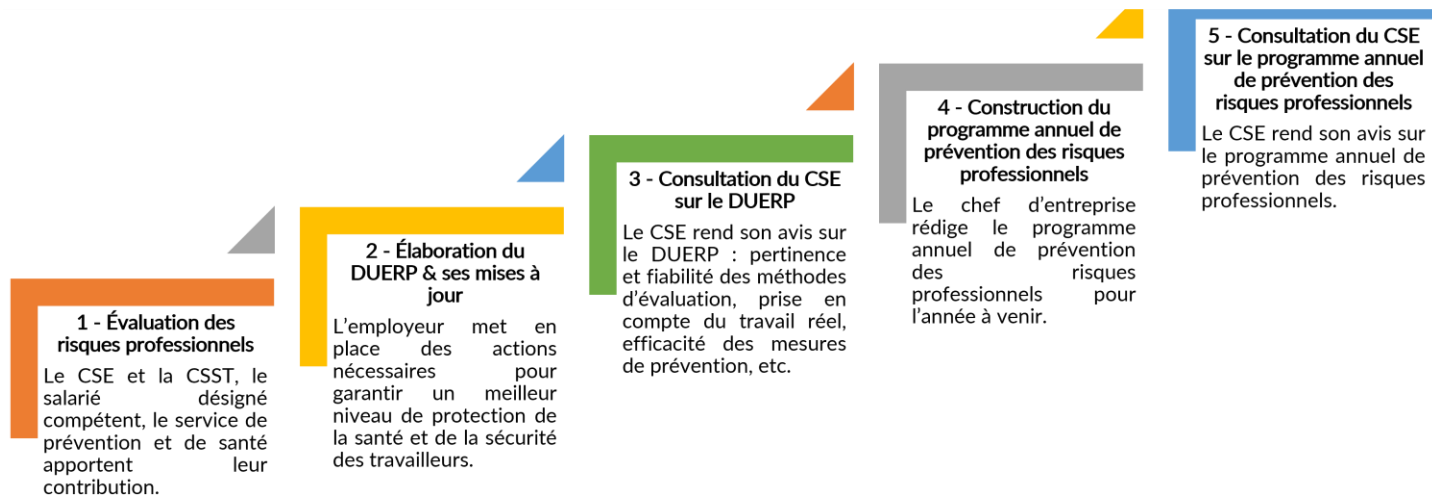 1 - Évaluation des
risques professionnels
Le CSE et la CSST, le
salarié désigné
compétent, le service de
prévention et de santé
apportent leur
contribution.
2 - Élaboration du
DUERP & ses mises à
jour
L'employeur met en
place des actions
nécessaires pour
garantir un meilleur
niveau de protection de
la santé et de la sécurité
des travailleurs.
3 - Consultation du CSE
sur le DUERP
Le CSE rend son avis sur
le DUERP : pertinence
et fiabilité des méthodes
d'évaluation, prise en
compte du travail réel,
efficacité des mesures
de prévention, etc.
4 - Construction du
programme annuel de
prévention des risques
professionnels
Le chef d'entreprise
rédige le programme
annuel de prévention
des risques
professionnels pour
l'année à venir.
5 - Consultation du CSE
sur le programme annuel
de prévention des
risques professionnels
Le CSE rend son avis sur
le programme annuel de
prévention des risques
professionnels.